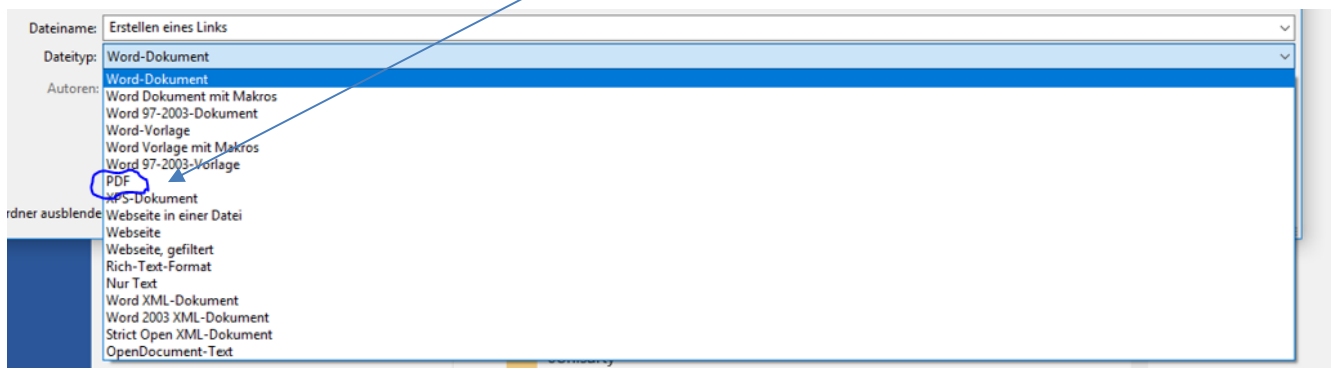 Dateiname: Erstellen eines Links
Dateityp: Word-Dokument
Word-Dokument
Autoren:
Word Dokument mit Makros
Word 97-2003-Dokument
Word-Vorlage
Word Vorlage mit Makros
Word 97-2003-Vorlage
PDF
XPS-Dokument
rdner ausblende Webseite in einer Datei
Webseite
Webseite, gefiltert
Rich-Text-Format
Nur Text
Word XML-Dokument
Word 2003 XML-Dokument
Strict Open XML-Dokument
OpenDocument-Text